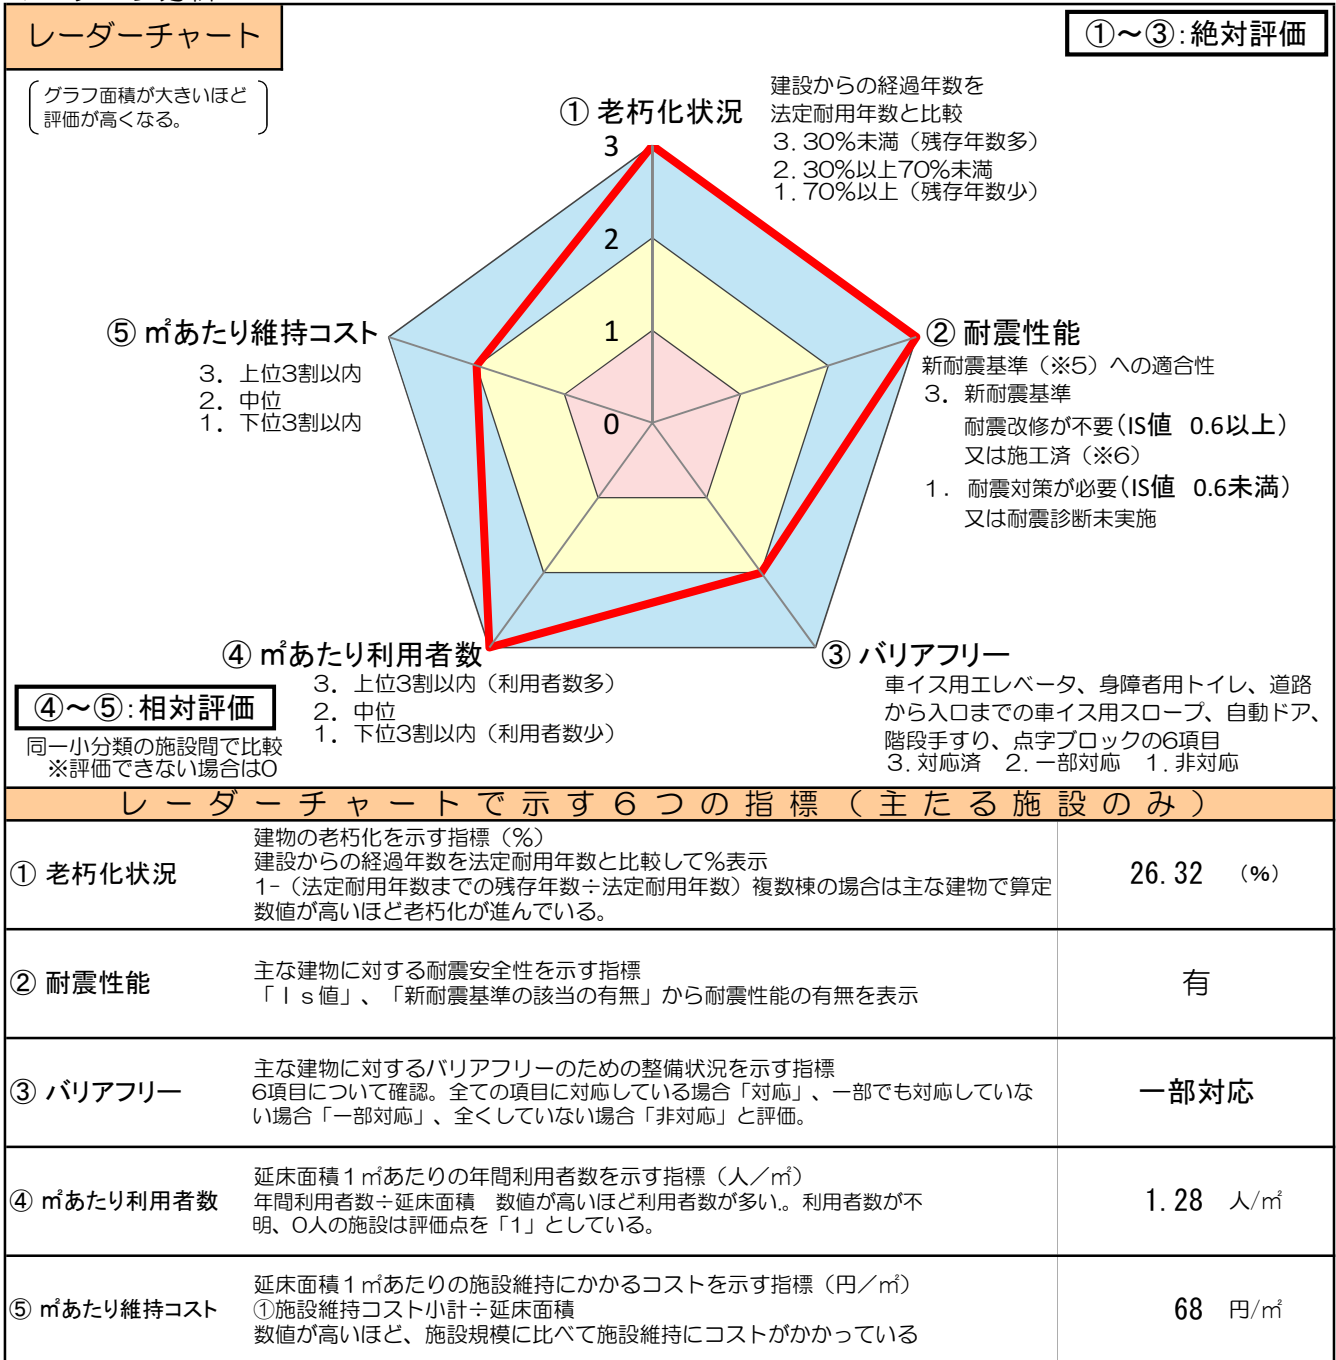 レーダーチャート
①～③:絶対評価
グラフ面積が大きいほど
評価が高くなる。
① 老朽化状況
建設からの経過年数を
法定耐用年数と比較
3. 30%未満（残存年数多）
2. 30%以上70%未満
1. 70%以上（残存年数少）
3
2
1
0
⑤ ㎡あたり維持コスト
3. 上位3割以内
2. 中位
1. 下位3割以内
② 耐震性能
新耐震基準（※5）への適合性
3. 新耐震基準
耐震改修が不要(IS値 0.6以上)
又は施工済（※6）
1. 耐震対策が必要(IS値 0.6未満)
又は耐震診断未実施
④ ㎡あたり利用者数
3. 上位3割以内（利用者数多）
2. 中位
1. 下位3割以内（利用者数少）
④～⑤:相対評価
同一小分類の施設間で比較
※評価できない場合は0
③ バリアフリー
車イス用エレベータ、身障者用トイレ、道路
から入口までの車イス用スロープ、自動ドア、
階段手すり、点字ブロックの6項目
3. 対応済 2. 一部対応 1. 非対応
レーダーチャートで示す６つの指標（主たる施設のみ）
① 老朽化状況
建物の老朽化を示す指標（%）
建設からの経過年数を法定耐用年数と比較して%表示
1-（法定耐用年数までの残存年数÷法定耐用年数）複数棟の場合は主な建物で算定
数値が高いほど老朽化が進んでいる。
26.32 （%）
② 耐震性能
主な建物に対する耐震安全性を示す指標
「Ｉｓ値」、「新耐震基準の該当の有無」から耐震性能の有無を表示
有
③ バリアフリー
主な建物に対するバリアフリーのための整備状況を示す指標
6項目について確認。全ての項目に対応している場合「対応」、一部でも対応していな
い場合「一部対応」、全くしていない場合「非対応」と評価。
一部対応
④ ㎡あたり利用者数
延床面積１㎡あたりの年間利用者数を示す指標（人／㎡）
年間利用者数÷延床面積 数値が高いほど利用者数が多い。利用者数が不
明、0人の施設は評価点を「1」としている。
1.28 人/㎡
⑤ ㎡あたり維持コスト
延床面積１㎡あたりの施設維持にかかるコストを示す指標（円／㎡）
①施設維持コスト小計÷延床面積
数値が高いほど、施設規模に比べて施設維持にコストがかかっている
68 円/㎡